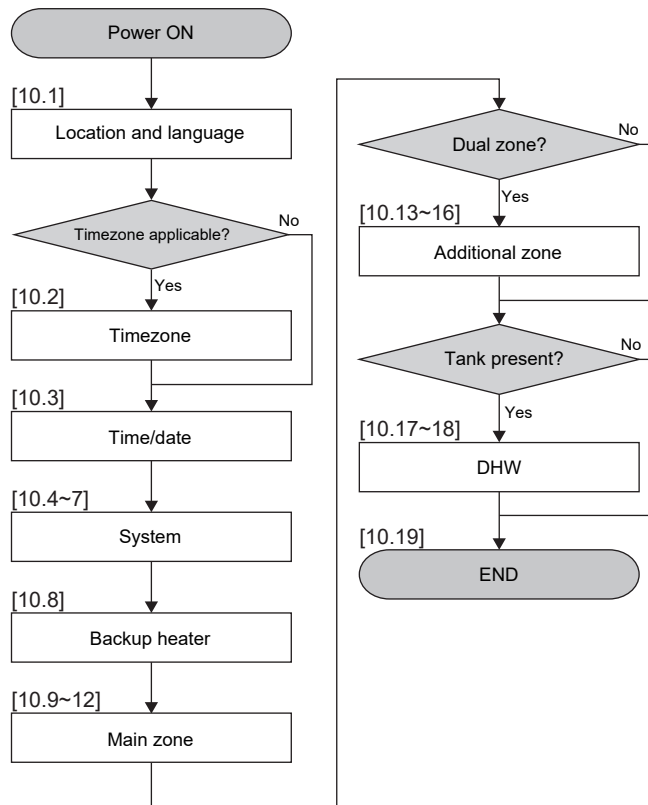 Power ON
[10.1]
Location and language
Timezone applicable?
No
Yes
[10.2]
Timezone
[10.3]
Time/date
[10.4~7]
System
[10.8]
Backup heater
[10.9~12]
Main zone
Dual zone?
No
Yes
[10.13~16]
Additional zone
Tank present?
No
Yes
[10.17~18]
DHW
[10.19]
END